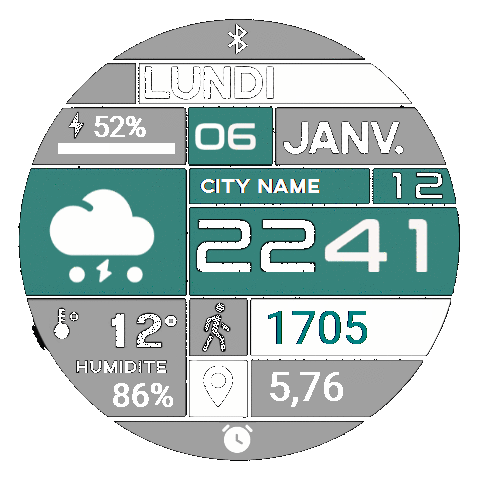 LUNDI
52%
06 JANV.
CITY NAME 12
2241
12°
1705
HUMIDITE
86%
5,76